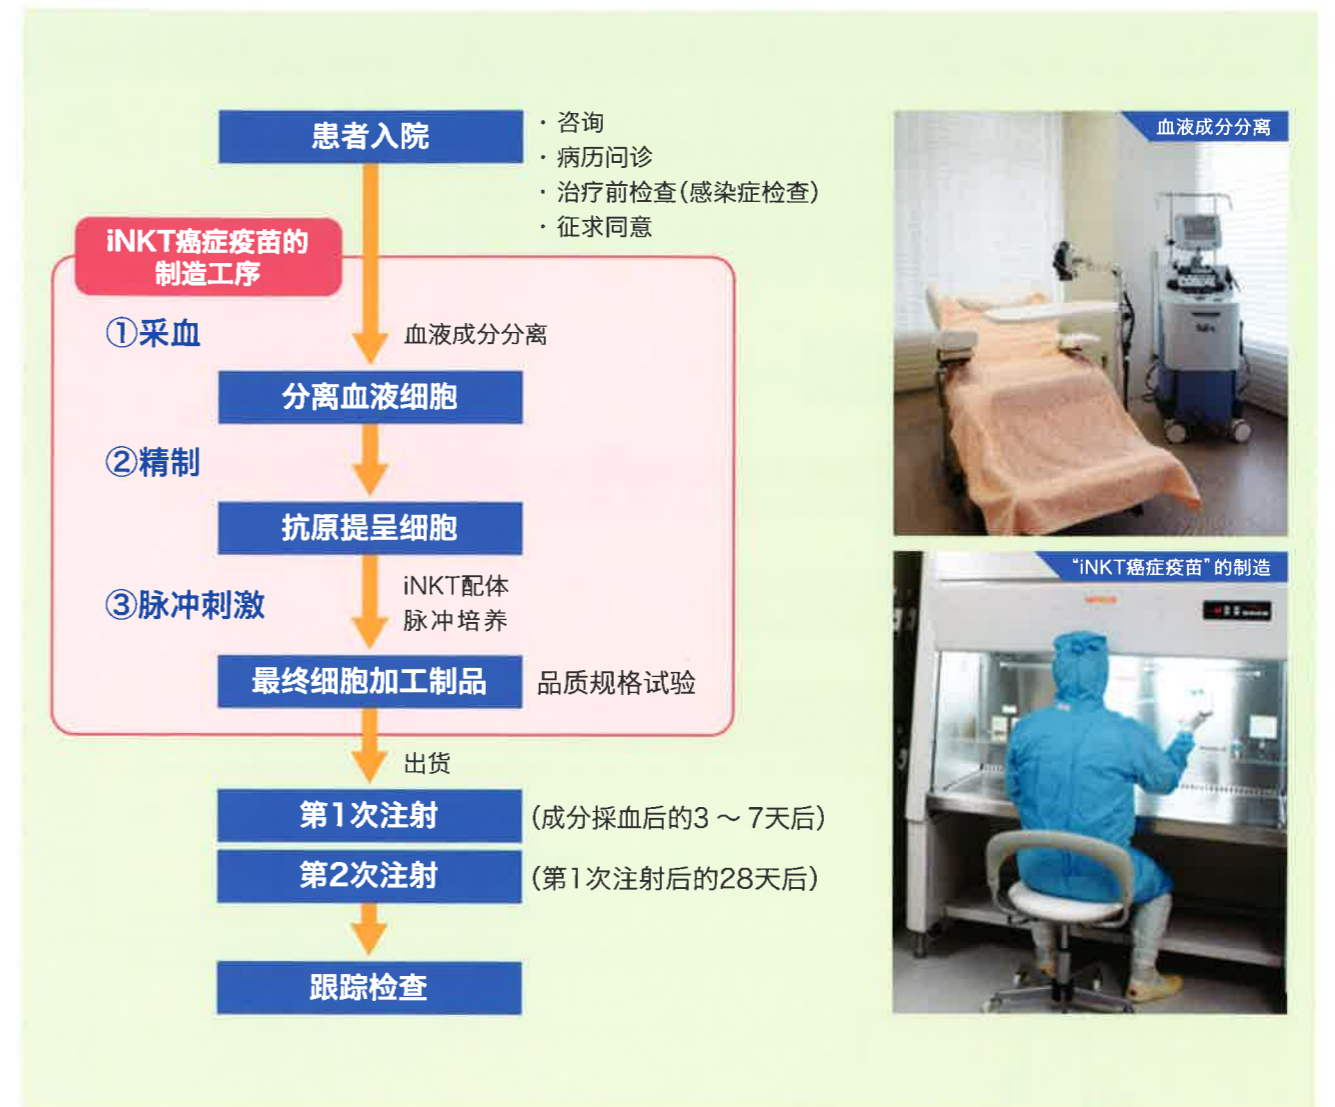 患者入院
・咨询
・病历问诊
・治疗前检查(感染症检查)
・征求同意
iNKT癌症疫苗的
制造工序
①采血
血液成分分离
分离血液细胞
②精制
抗原提呈细胞
③脉冲刺激
iNKT配体
脉冲培养
最终细胞加工制品
品质规格试验
出货
第1次注射
(成分採血后的3～7天后)
第2次注射
(第1次注射后的28天后)
跟踪检查
血液成分分离
“iNKT癌症疫苗”的制造